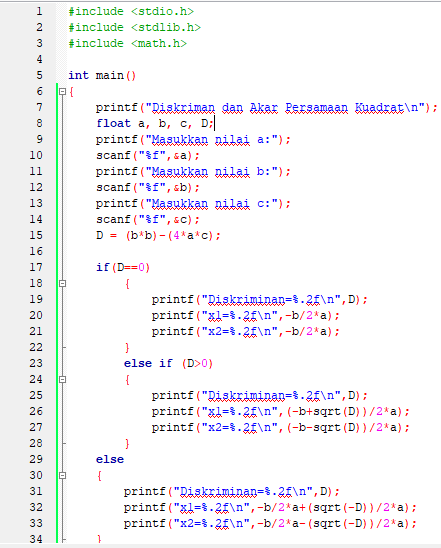 1 #include <stdio.h>
2 #include <stdlib.h>
3 #include <math.h>
4
5 int main()
6 {
7 printf("Diskriman dan Akar Persamaan Kuadrat\n");
8 float a, b, c, D;
9 printf("Masukkan nilai a:");
10 scanf("%f",&a);
11 printf("Masukkan nilai b:");
12 scanf("%f",&b);
13 printf("Masukkan nilai c:");
14 scanf("%f",&c);
15 D = (b*b)-(4*a*c);
16
17 if(D==0)
18 {
19 printf("Diskriminan=%.2f\n",D);
20 printf("x1=%.2f\n",-b/2*a);
21 printf("x2=%.2f\n",-b/2*a);
22 }
23 else if (D>0)
24 {
25 printf("Diskriminan=%.2f\n",D);
26 printf("x1=%.2f\n",(-b+sqrt(D))/2*a);
27 printf("x2=%.2f\n",(-b-sqrt(D))/2*a);
28 }
29 else
30 {
31 printf("Diskriminan=%.2f\n",D);
32 printf("x1=%.2f\n",-b/2*a+(sqrt(-D))/2*a);
33 printf("x2=%.2f\n",-b/2*a-(sqrt(-D))/2*a);
34 }